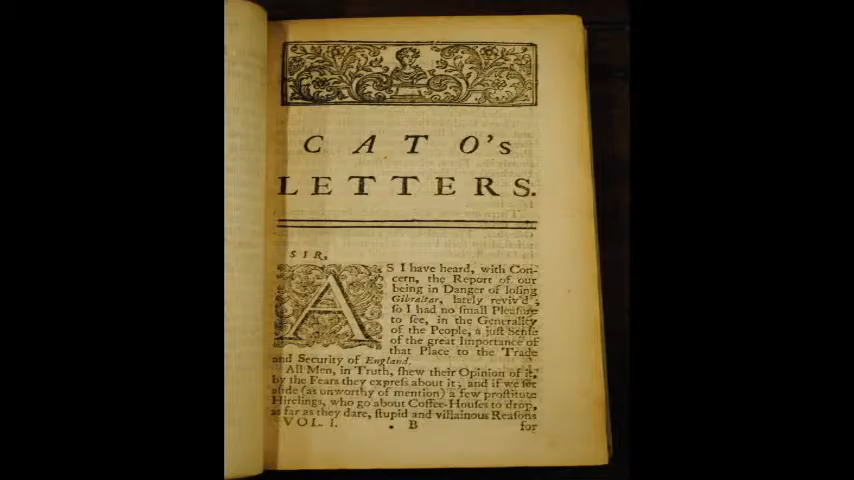 CATO's
LETTERS.
SIR,
AS I have heard, with Con-
cern, the Report of our
being in Danger of losing
Gibraltar, lately reviv'd;
so I had no small Pleasure
to see, in the Generality
of the People, a just Sense
of the great Importance of
that Place to the Trade
and Security of England.
All Men, in Truth, shew their Opinion of it,
by the Fears they express about it; and if we set
aside (as unworthy of mention) a few prostitute
Hirelings, who go about Coffee-Houses to drop,
as far as they dare, stupid and villainous Reasons
VOL. I. B for